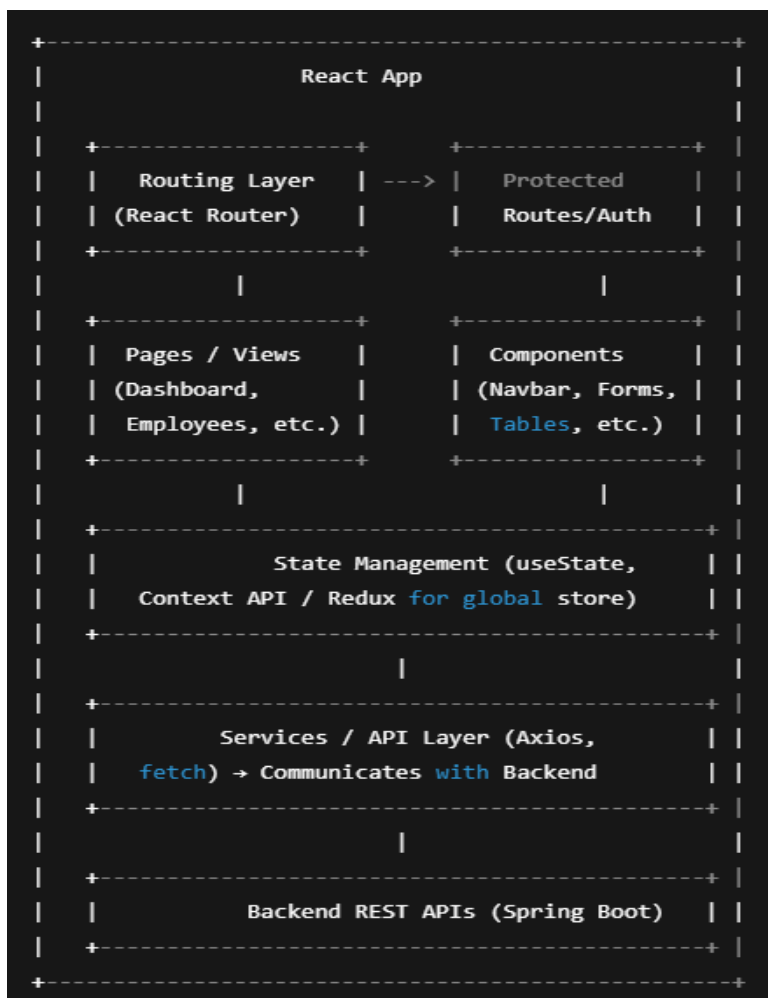 React App
Routing Layer ---> Protected
(React Router) Routes/Auth
Pages / Views Components
(Dashboard, (Navbar, Forms,
Employees, etc.) Tables, etc.)
State Management (useState,
Context API / Redux for global store)
Services / API Layer (Axios,
fetch) → Communicates with Backend
Backend REST APIs (Spring Boot)